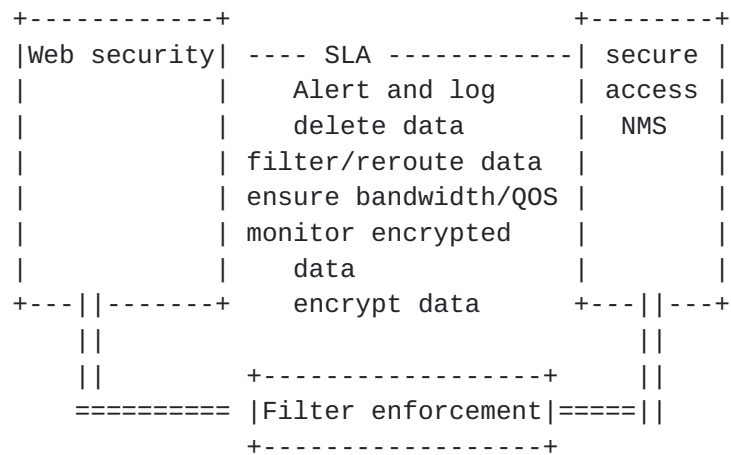 +------------+                       +--------+
|Web security| ---- SLA ------------| secure |
|            |    Alert and log      | access |
|            |    delete data        |  NMS   |
|            | filter/reroute data   |        |
|            | ensure bandwidth/QOS  |        |
|            | monitor encrypted     |        |
|            |    data               |        |
+---||-------+    encrypt data       +---||---+
    ||                                   ||
    ||         +------------------+      ||
    ========== |Filter enforcement|=====||
               +------------------+